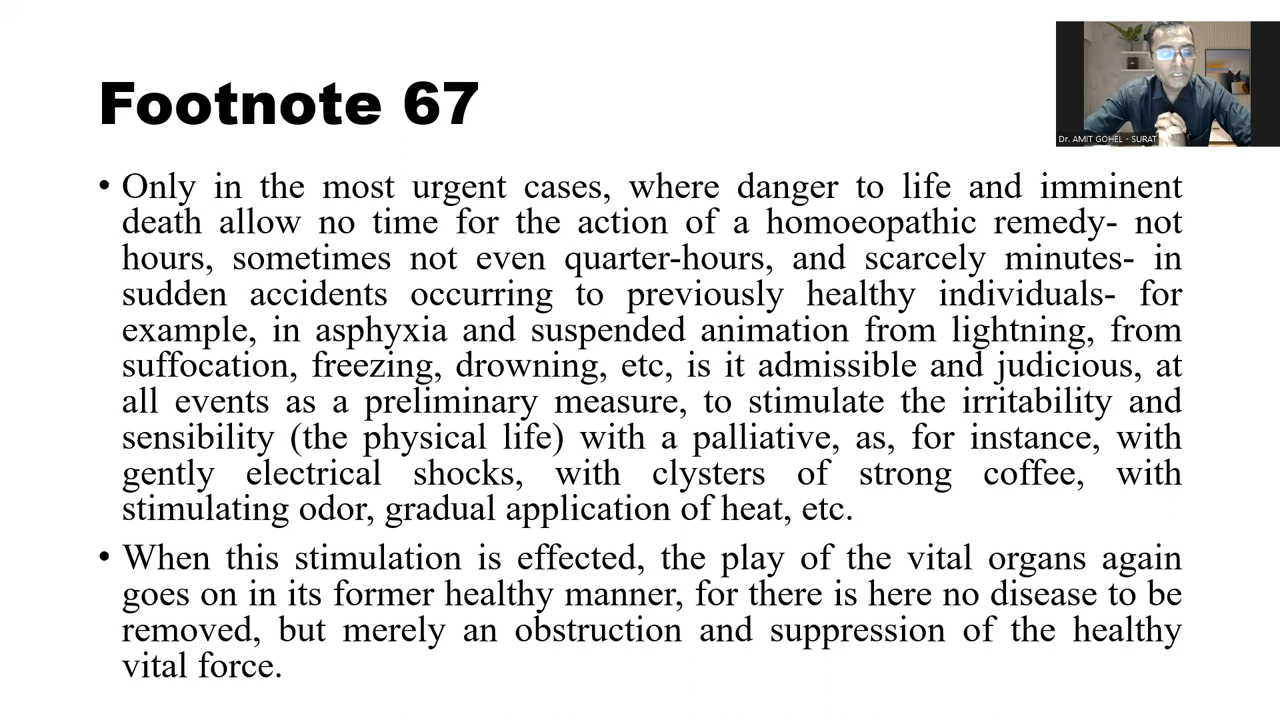 Footnote 67
Dr. AMIT GOHEL - SURAT
• Only in the most urgent cases, where danger to life and imminent
death allow no time for the action of a homoeopathic remedy- not
hours, sometimes not even quarter-hours, and scarcely minutes- in
sudden accidents occurring to previously healthy individuals- for
example, in asphyxia and suspended animation from lightning, from
suffocation, freezing, drowning, etc, is it admissible and judicious, at
all events as a preliminary measure, to stimulate the irritability and
sensibility (the physical life) with a palliative, as, for instance, with
gently electrical shocks, with clysters of strong coffee, with
stimulating odor, gradual application of heat, etc.
• When this stimulation is effected, the play of the vital organs again
goes on in its former healthy manner, for there is here no disease to be
removed, but merely an obstruction and suppression of the healthy
vital force.